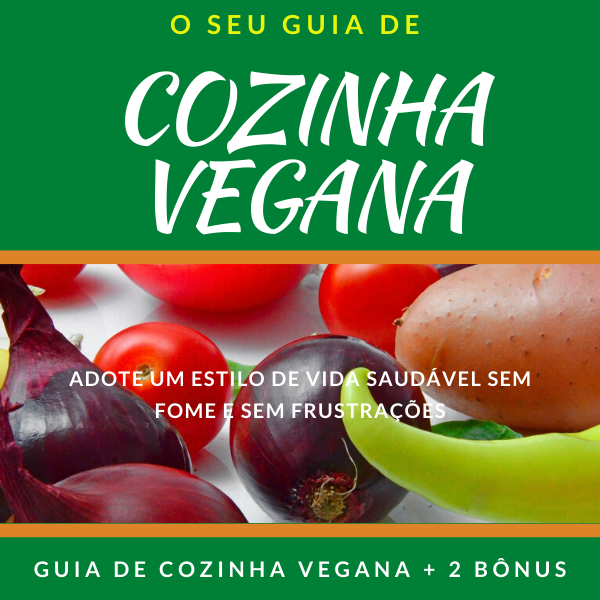 O SEU GUIA DE
COZINHA
VEGANA
ADOTE UM ESTILO DE VIDA SAUDÁVEL SEM
FOME E SEM FRUSTRAÇÕES
GUIA DE COZINHA VEGANA + 2 BÔNUS